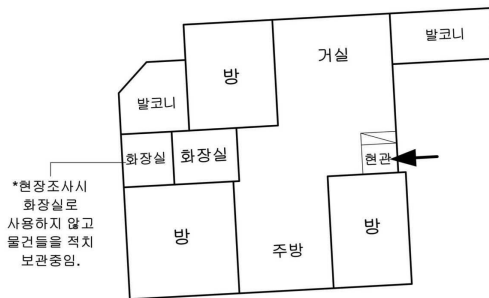 발코니
거실
방
발코니
화장실
화장실
현관
*현장조사시
화장실로
사용하지 않고
물건들을 적치
보관중임.
방
주방
방